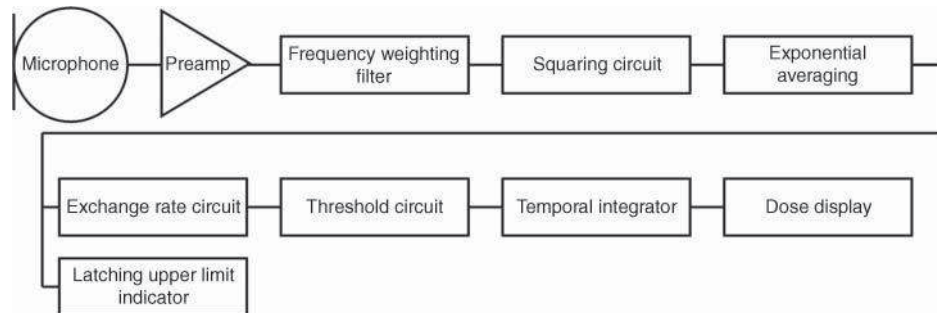 Microphone
Preamp
Frequency weighting
filter
Squaring circuit
Exponential
averaging
Exchange rate circuit
Threshold circuit
Temporal integrator
Dose display
Latching upper limit
indicator